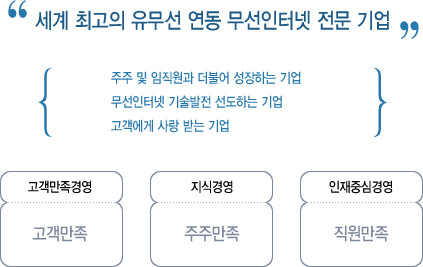 “ 세계 최고의 유무선 연동 무선인터넷 전문 기업 ”
주주 및 임직원과 더불어 성장하는 기업
무선인터넷 기술발전 선도하는 기업
고객에게 사랑 받는 기업
고객만족경영 지식경영 인재중심경영
고객만족 주주만족 직원만족